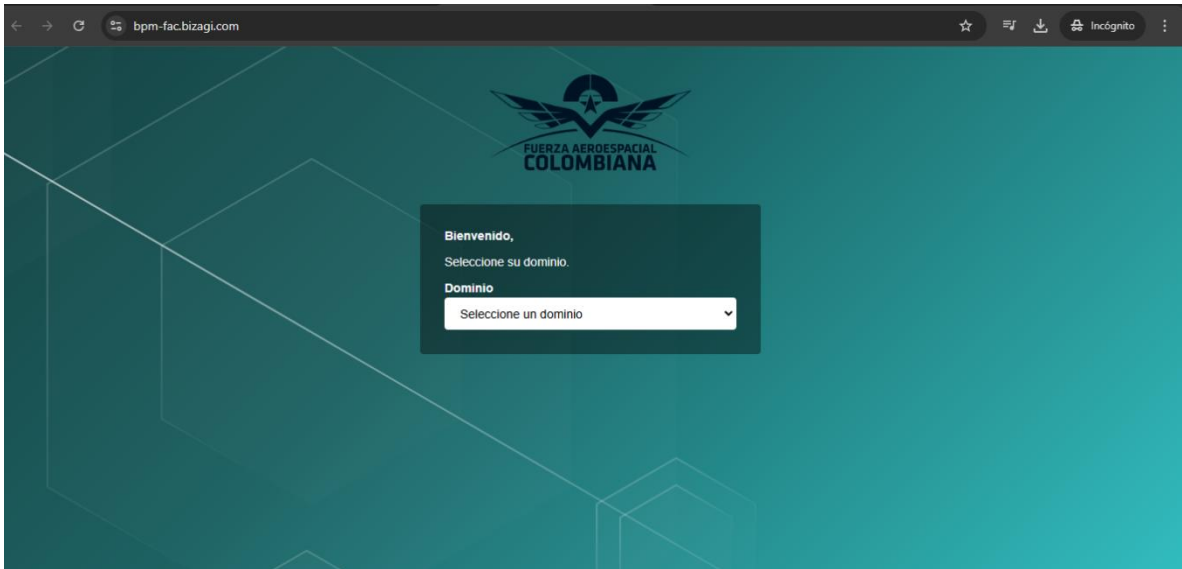 bpm-fac.bizagi.com
Incógnito
FUERZA AEROESPACIAL
COLOMBIANA
Bienvenido,
Seleccione su dominio.
Dominio
Seleccione un dominio